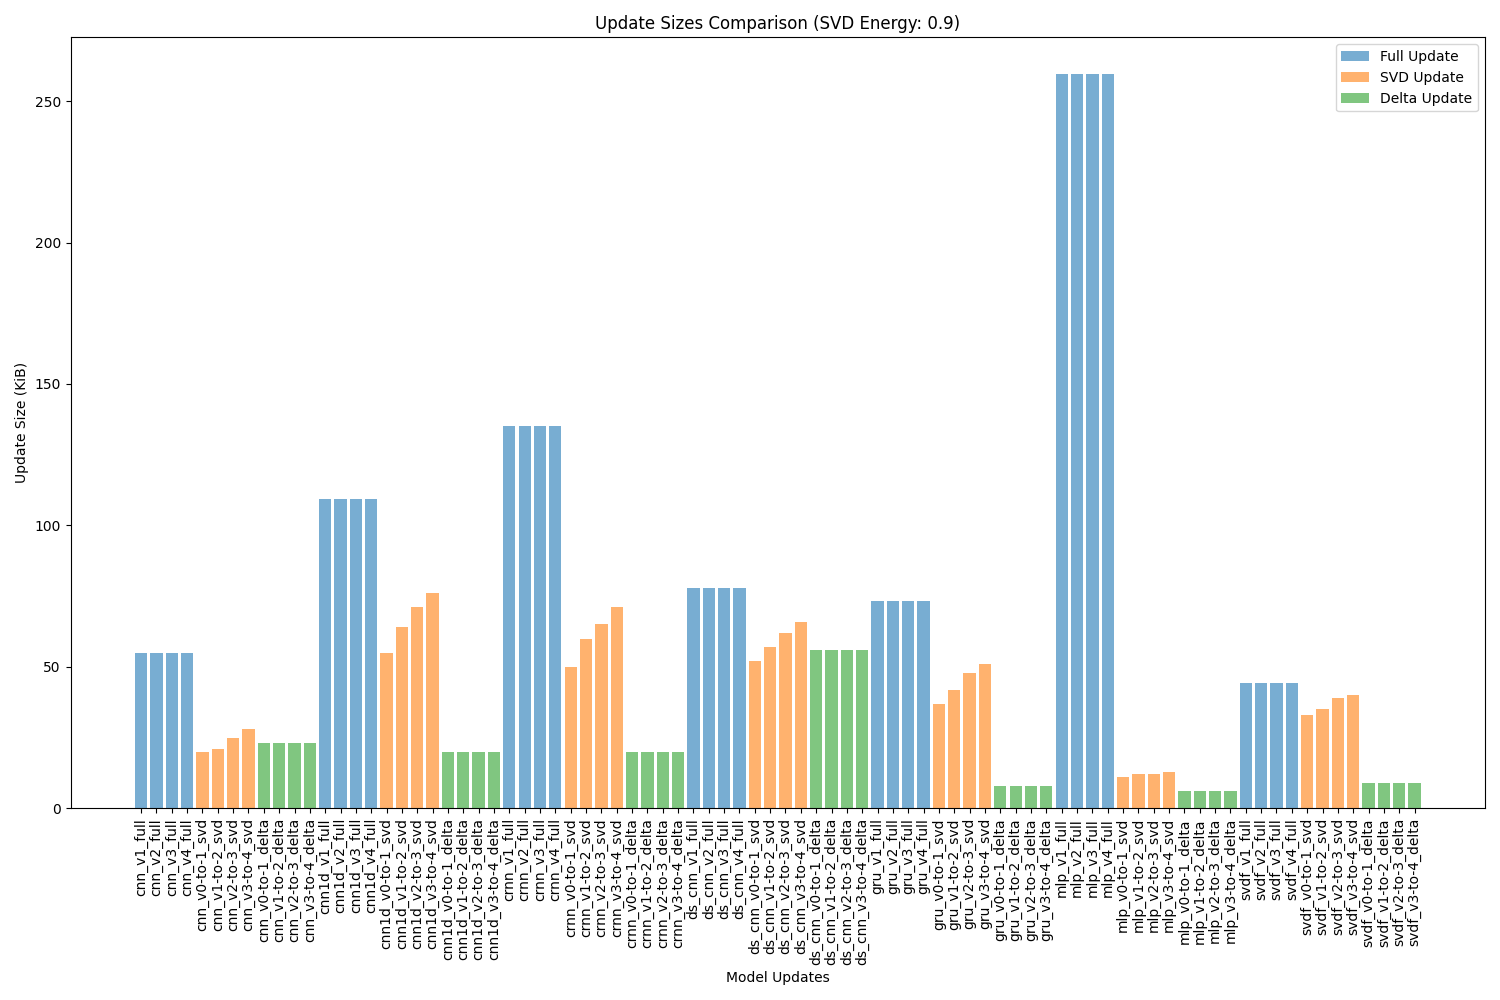 Update Sizes Comparison (SVD Energy: 0.9)
Full Update
SVD Update
Delta Update
Update Size (KiB)
250
200
150
100
50
0
cnn_v1_full
cnn_v2_full
cnn_v3_full
cnn_v4_full
cnn_v0-to-1_svd
cnn_v1-to-2_svd
cnn_v2-to-3_svd
cnn_v3-to-4_svd
cnn_v0-to-1_delta
cnn_v1-to-2_delta
cnn_v2-to-3_delta
cnn_v3-to-4_delta
cnn1d_v1_full
cnn1d_v2_full
cnn1d_v3_full
cnn1d_v4_full
cnn1d_v0-to-1_svd
cnn1d_v1-to-2_svd
cnn1d_v2-to-3_svd
cnn1d_v3-to-4_svd
cnn1d_v0-to-1_delta
cnn1d_v1-to-2_delta
cnn1d_v2-to-3_delta
cnn1d_v3-to-4_delta
crnn_v1_full
crnn_v2_full
crnn_v3_full
crnn_v4_full
crnn_v0-to-1_svd
crnn_v1-to-2_svd
crnn_v2-to-3_svd
crnn_v3-to-4_svd
crnn_v0-to-1_delta
crnn_v1-to-2_delta
crnn_v2-to-3_delta
crnn_v3-to-4_delta
ds_cnn_v1_full
ds_cnn_v2_full
ds_cnn_v3_full
ds_cnn_v4_full
ds_cnn_v0-to-1_svd
ds_cnn_v1-to-2_svd
ds_cnn_v2-to-3_svd
ds_cnn_v3-to-4_svd
ds_cnn_v0-to-1_delta
ds_cnn_v1-to-2_delta
ds_cnn_v2-to-3_delta
ds_cnn_v3-to-4_delta
gru_v1_full
gru_v2_full
gru_v3_full
gru_v4_full
gru_v0-to-1_svd
gru_v1-to-2_svd
gru_v2-to-3_svd
gru_v3-to-4_svd
gru_v0-to-1_delta
gru_v1-to-2_delta
gru_v2-to-3_delta
gru_v3-to-4_delta
mlp_v1_full
mlp_v2_full
mlp_v3_full
mlp_v4_full
mlp_v0-to-1_svd
mlp_v1-to-2_svd
mlp_v2-to-3_svd
mlp_v3-to-4_svd
mlp_v0-to-1_delta
mlp_v1-to-2_delta
mlp_v2-to-3_delta
mlp_v3-to-4_delta
svdf_v1_full
svdf_v2_full
svdf_v3_full
svdf_v4_full
svdf_v0-to-1_svd
svdf_v1-to-2_svd
svdf_v2-to-3_svd
svdf_v3-to-4_svd
svdf_v0-to-1_delta
svdf_v1-to-2_delta
svdf_v2-to-3_delta
svdf_v3-to-4_delta
Model Updates